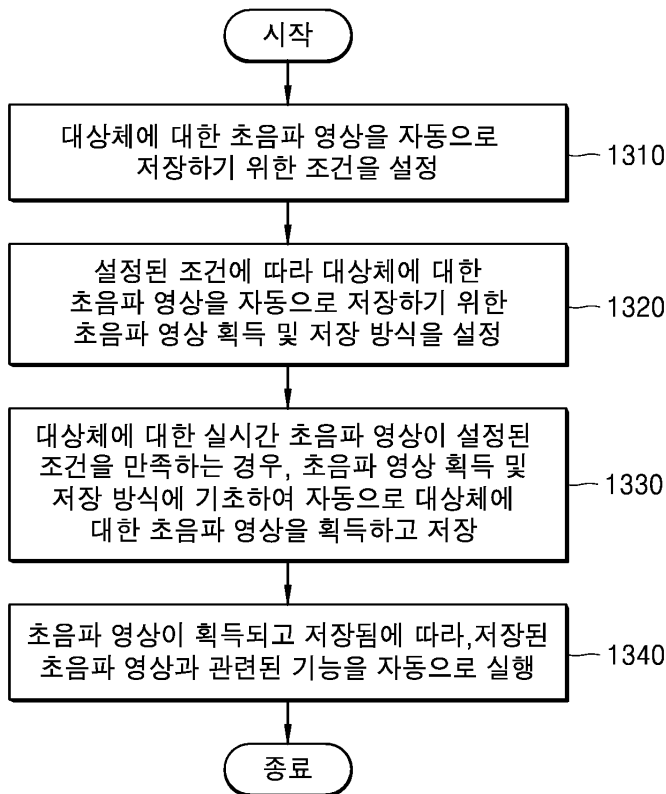 시작
대상체에 대한 초음파 영상을 자동으로
저장하기 위한 조건을 설정
1310
설정된 조건에 따라 대상체에 대한
초음파 영상을 자동으로 저장하기 위한
초음파 영상 획득 및 저장 방식을 설정
1320
대상체에 대한 실시간 초음파 영상이 설정된
조건을 만족하는 경우, 초음파 영상 획득 및
저장 방식에 기초하여 자동으로 대상체에
대한 초음파 영상을 획득하고 저장
1330
초음파 영상이 획득되고 저장됨에 따라,저장된
초음파 영상과 관련된 기능을 자동으로 실행
1340
종료